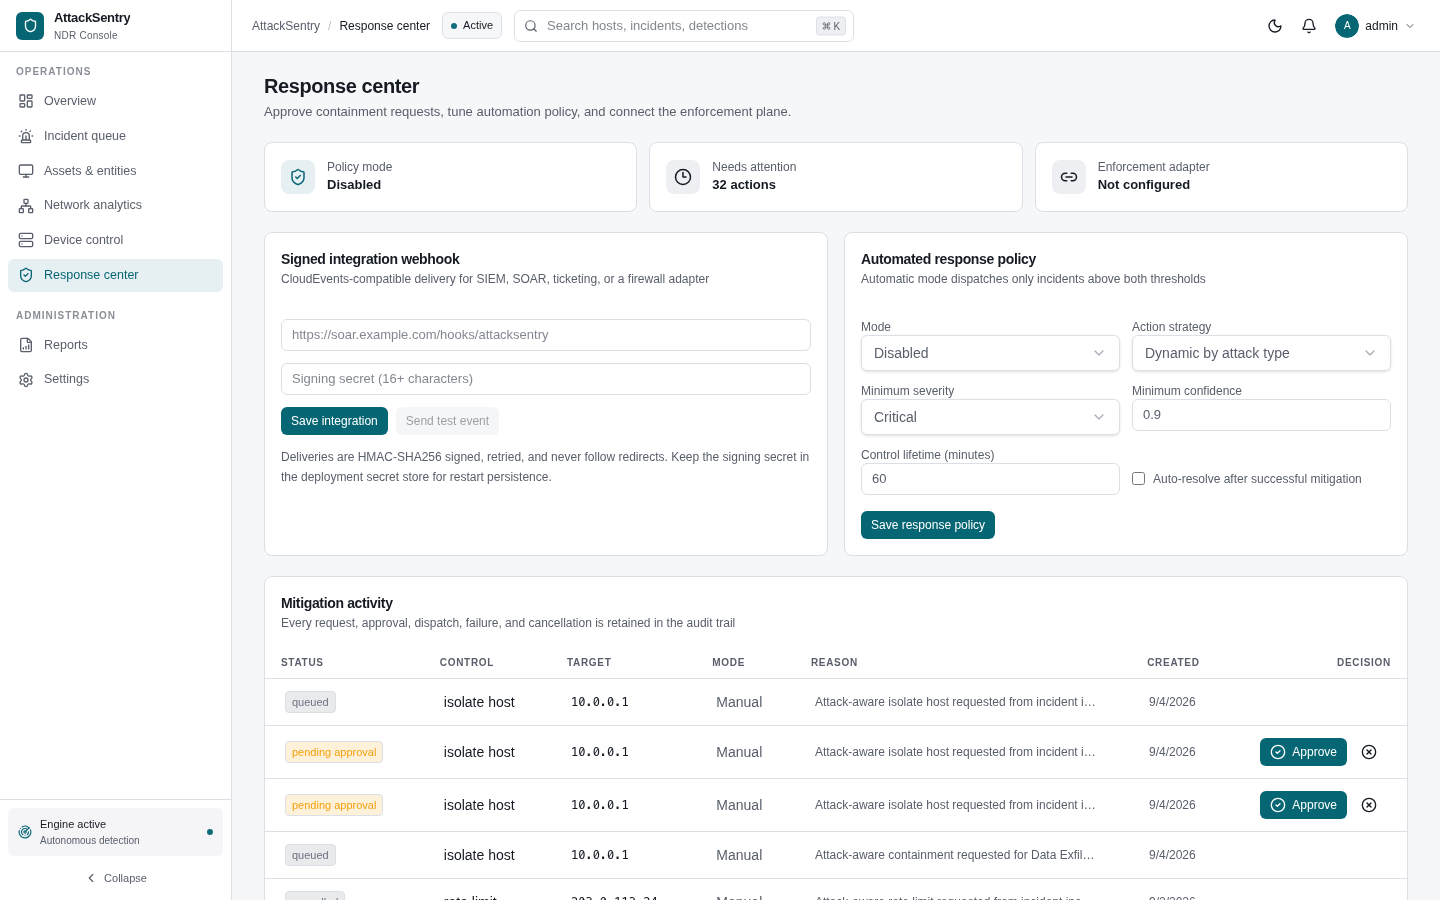 AttackSentry
NDR Console
OPERATIONS
Overview
Incident queue
Assets & entities
Network analytics
Device control
Response center
ADMINISTRATION
Reports
Settings
Engine active
Autonomous detection
Collapse
AttackSentry / Response center
Active
Search hosts, incidents, detections
⌘ K
A
admin
Response center
Approve containment requests, tune automation policy, and connect the enforcement plane.
Policy mode
Disabled
Needs attention
32 actions
Enforcement adapter
Not configured
Signed integration webhook
CloudEvents-compatible delivery for SIEM, SOAR, ticketing, or a firewall adapter
https://soar.example.com/hooks/attacksentry
Signing secret (16+ characters)
Save integration
Send test event
Deliveries are HMAC-SHA256 signed, retried, and never follow redirects. Keep the signing secret in
the deployment secret store for restart persistence.
Automated response policy
Automatic mode dispatches only incidents above both thresholds
Mode
Disabled
Action strategy
Dynamic by attack type
Minimum severity
Critical
Minimum confidence
0.9
Control lifetime (minutes)
60
Auto-resolve after successful mitigation
Save response policy
Mitigation activity
Every request, approval, dispatch, failure, and cancellation is retained in the audit trail
STATUS CONTROL TARGET MODE REASON CREATED DECISION
queued isolate host 10.0.0.1 Manual Attack-aware isolate host requested from incident i… 9/4/2026
pending approval isolate host 10.0.0.1 Manual Attack-aware isolate host requested from incident i… 9/4/2026 Approve
pending approval isolate host 10.0.0.1 Manual Attack-aware isolate host requested from incident i… 9/4/2026 Approve
queued isolate host 10.0.0.1 Manual Attack-aware containment requested for Data Exfil… 9/4/2026